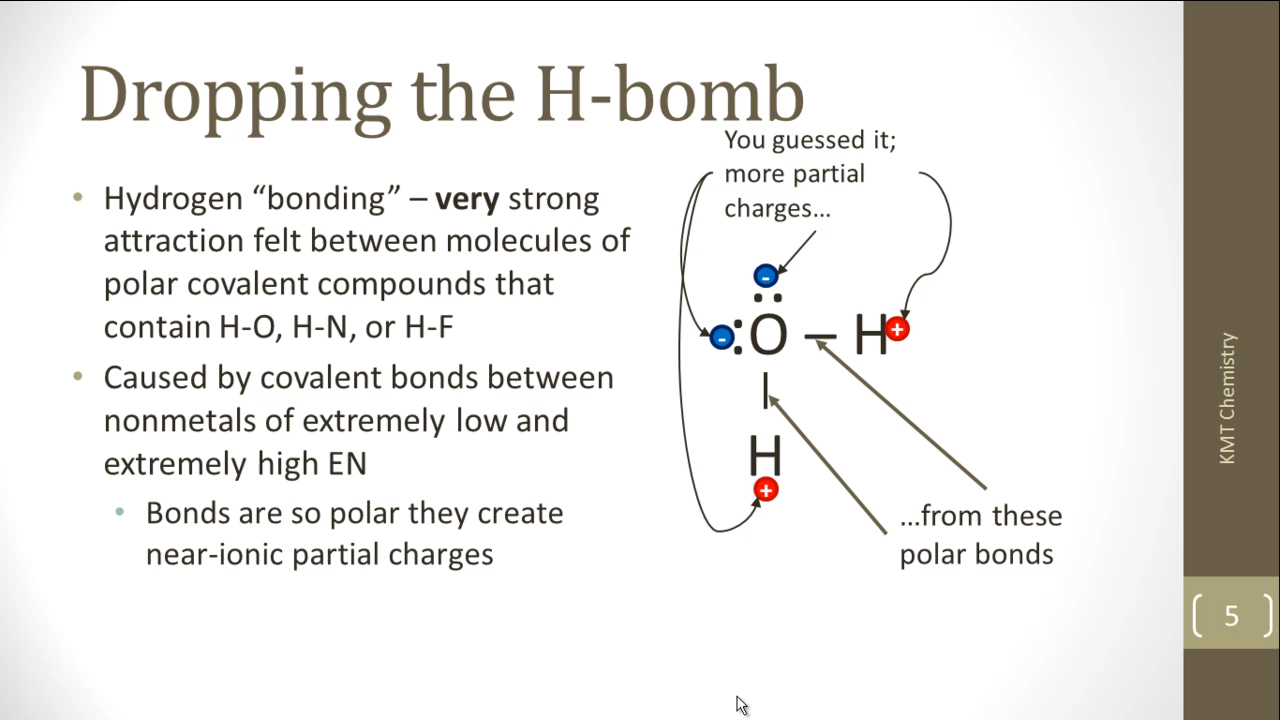 Dropping the H-bomb
• Hydrogen “bonding” – very strong
attraction felt between molecules of
polar covalent compounds that
contain H-O, H-N, or H-F
• Caused by covalent bonds between
nonmetals of extremely low and
extremely high EN
• Bonds are so polar they create
near-ionic partial charges
You guessed it;
more partial
charges…
-
- : O – H +
|
H
+
…from these
polar bonds
KMT Chemistry
5